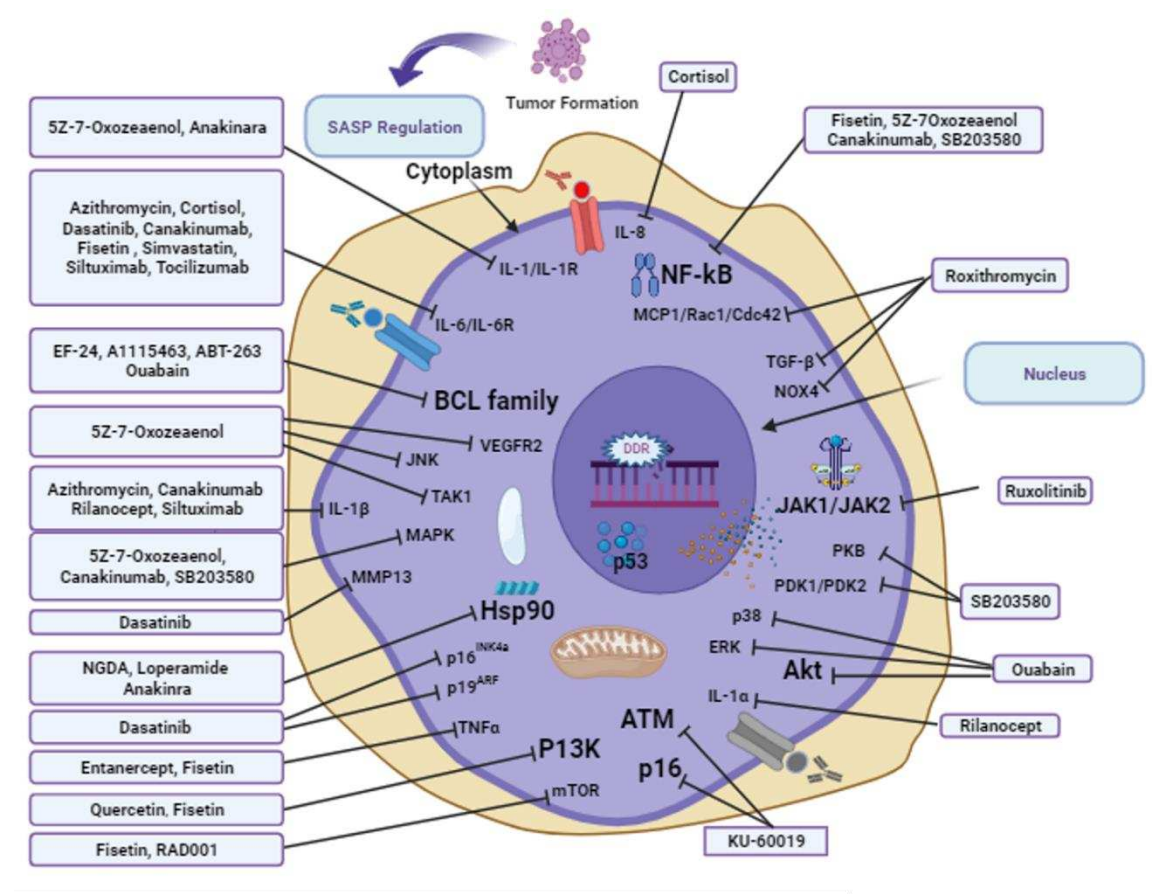 Tumor Formation
SASP Regulation
Cytoplasm
Cortisol
Fisetin, 5Z-7Oxozeaenol
Canakinumab, SB203580
5Z-7-Oxozeaenol, Anakinara
Azithromycin, Cortisol,
Dasatinib, Canakinumab,
Fisetin , Simvastatin,
Siltuximab, Tocilizumab
EF-24, A1115463, ABT-263
Ouabain
5Z-7-Oxozeaenol
Azithromycin, Canakinumab
Rilanocept, Siltuximab
5Z-7-Oxozeaenol,
Canakinumab, SB203580
Dasatinib
NGDA, Loperamide
Anakinra
Dasatinib
Entanercept, Fisetin
Quercetin, Fisetin
Fisetin, RAD001
IL-8
IL-1/IL-1R
NF-kB
MCP1/Rac1/Cdc42
IL-6/IL-6R
TGF-β
NOX4
BCL family
VEGFR2
JNK
TAK1
IL-1β
MAPK
MMP13
Hsp90
p16INK4a
p19ARF
TNFα
P13K
mTOR
DDR
p53
JAK1/JAK2
PKB
PDK1/PDK2
p38
ERK
Akt
IL-1α
ATM
p16
Roxithromycin
Nucleus
Ruxolitinib
SB203580
Ouabain
Rilanocept
KU-60019